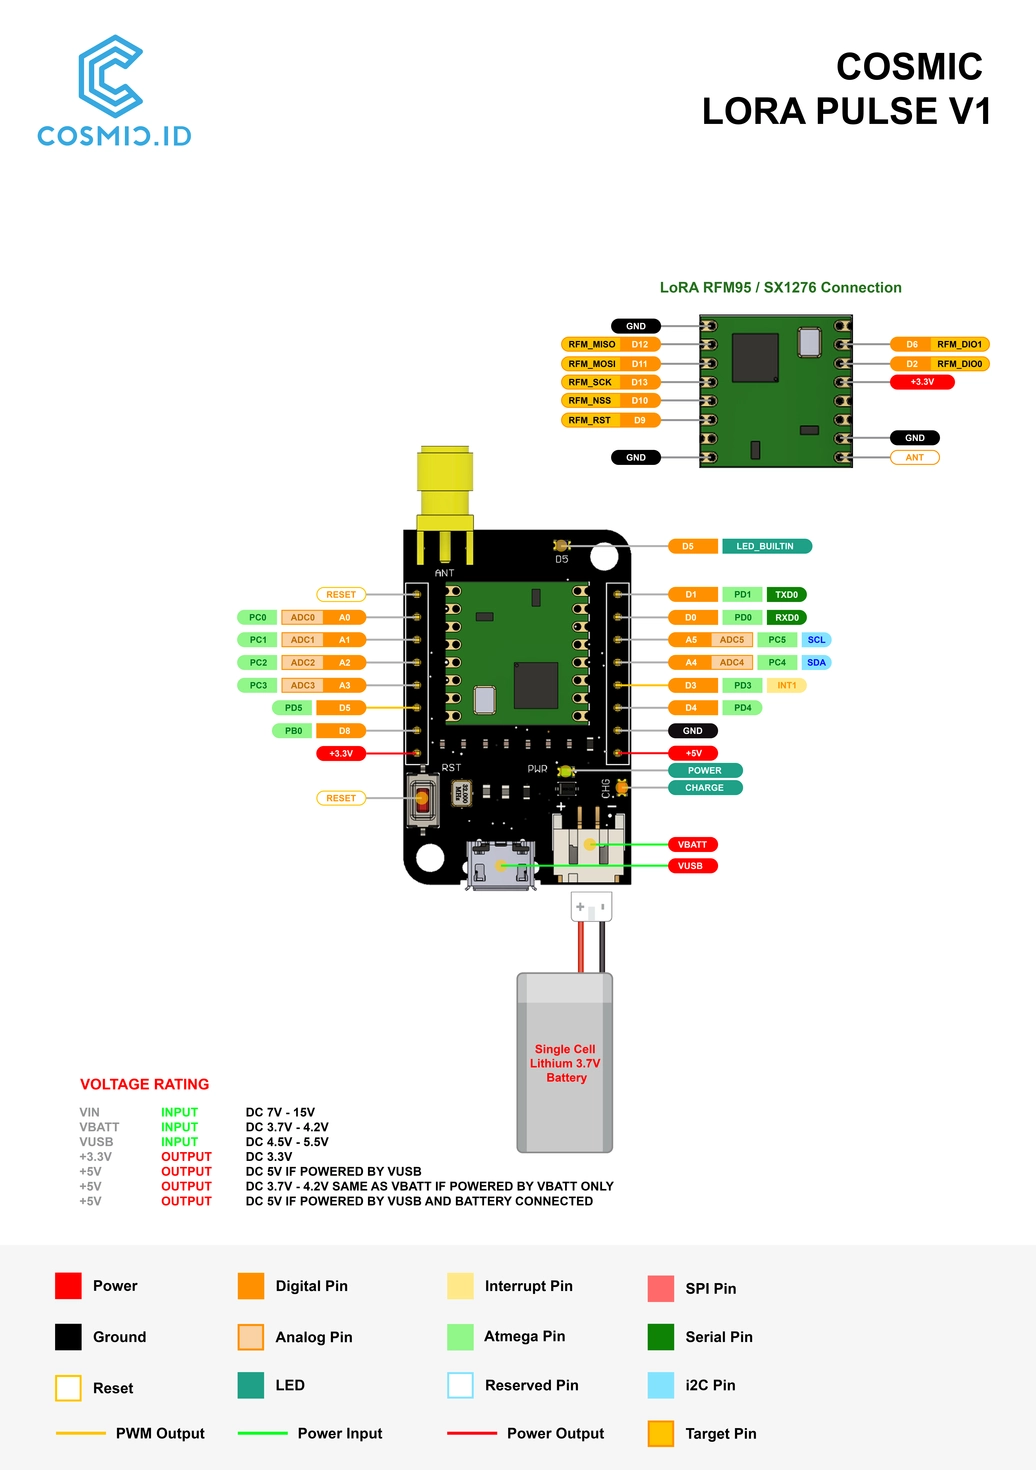 COSMIC.ID
COSMIC
LORA PULSE V1
LoRA RFM95 / SX1276 Connection
GND
RFM_MISO D12
RFM_MOSI D11
RFM_SCK D13
RFM_NSS D10
RFM_RST D9
GND
D6 RFM_DIO1
D2 RFM_DIO0
+3.3V
GND
ANT
D5 LED_BUILTIN
D5
ANT
RESET
PC0 ADC0 A0
PC1 ADC1 A1
PC2 ADC2 A2
PC3 ADC3 A3
PD5 D5
PB0 D8
+3.3V
RESET
D1 PD1 TXD0
D0 PD0 RXD0
A5 ADC5 PC5 SCL
A4 ADC4 PC4 SDA
D3 PD3 INT1
D4 PD4
GND
+5V
POWER
CHARGE
VBATT
VUSB
RST
PWR
CHG
32.000
MHz
+ −
+ -
Single Cell
Lithium 3.7V
Battery
VOLTAGE RATING
VIN INPUT DC 7V - 15V
VBATT INPUT DC 3.7V - 4.2V
VUSB INPUT DC 4.5V - 5.5V
+3.3V OUTPUT DC 3.3V
+5V OUTPUT DC 5V IF POWERED BY VUSB
+5V OUTPUT DC 3.7V - 4.2V SAME AS VBATT IF POWERED BY VBATT ONLY
+5V OUTPUT DC 5V IF POWERED BY VUSB AND BATTERY CONNECTED
Power Digital Pin Interrupt Pin SPI Pin
Ground Analog Pin Atmega Pin Serial Pin
Reset LED Reserved Pin i2C Pin
PWM Output Power Input Power Output Target Pin